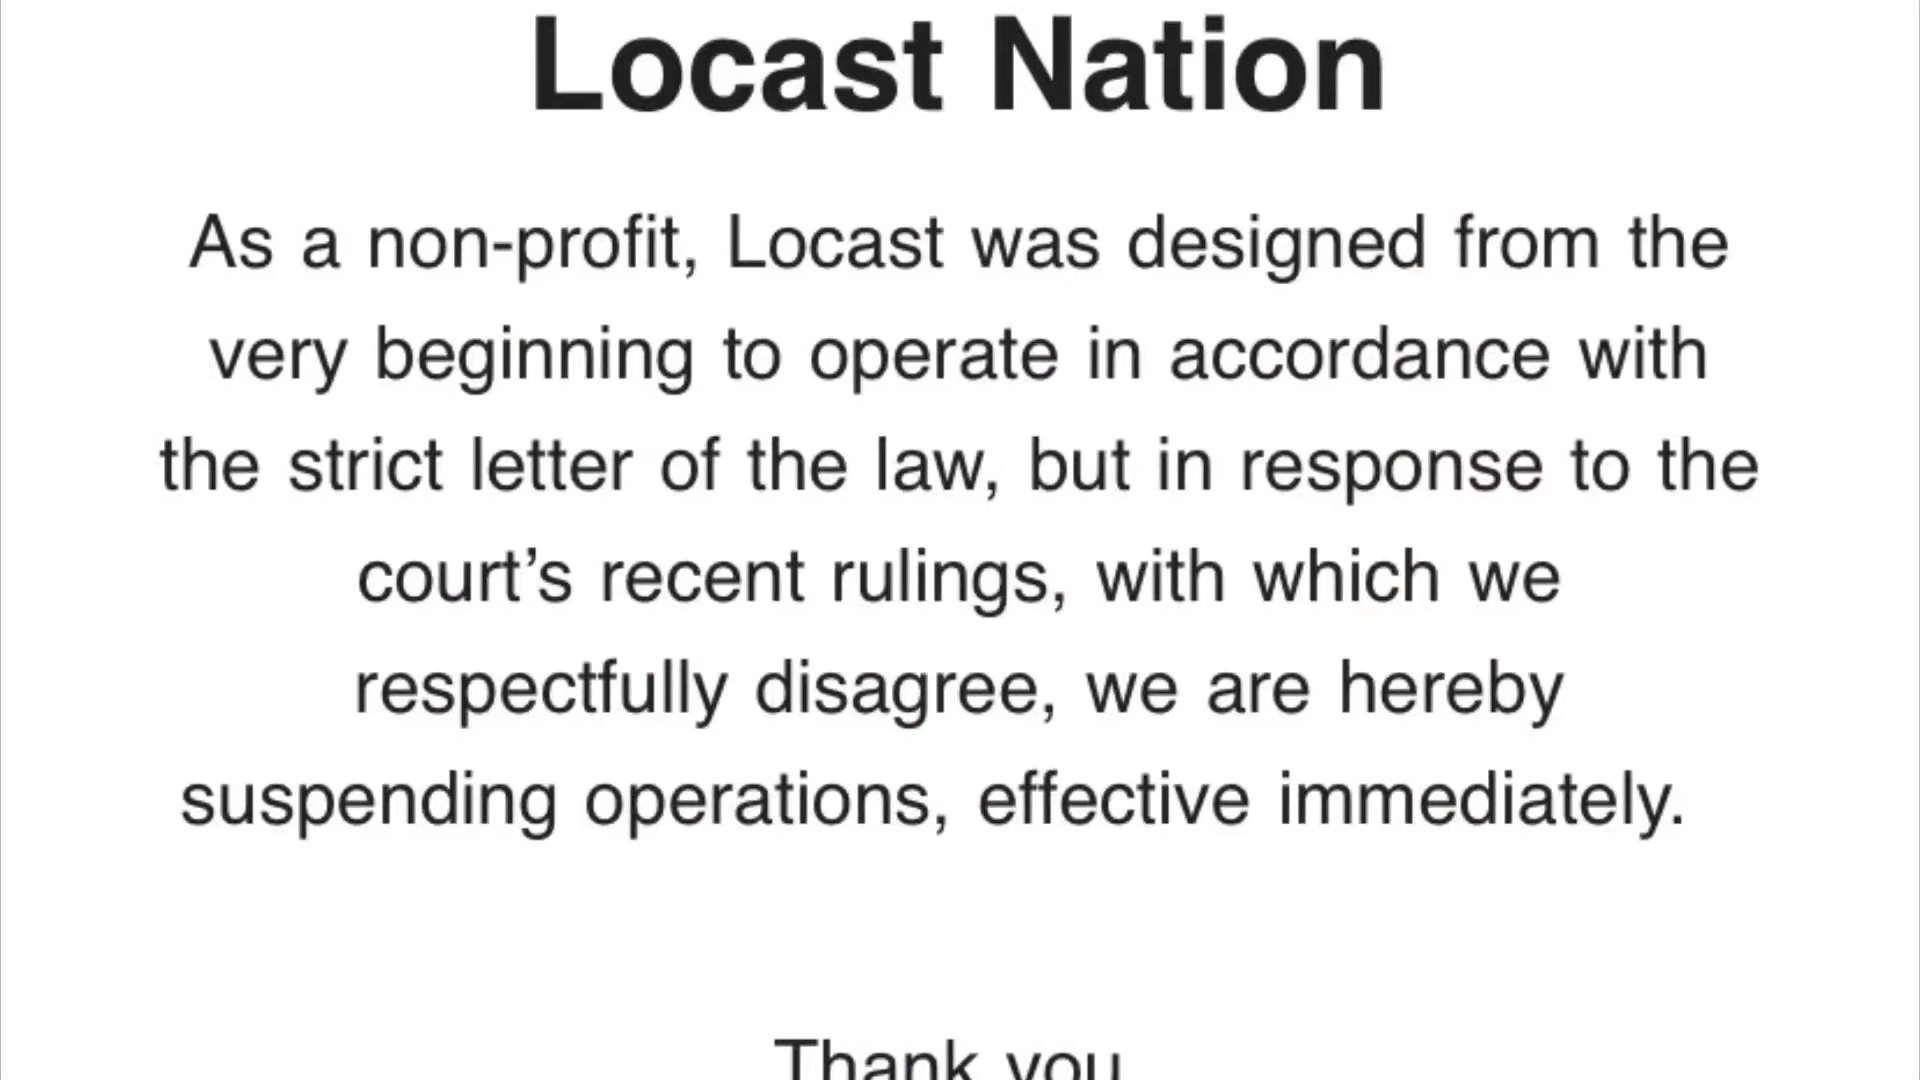 Locast Nation
As a non-profit, Locast was designed from the
very beginning to operate in accordance with
the strict letter of the law, but in response to the
court’s recent rulings, with which we
respectfully disagree, we are hereby
suspending operations, effective immediately.
Thank you